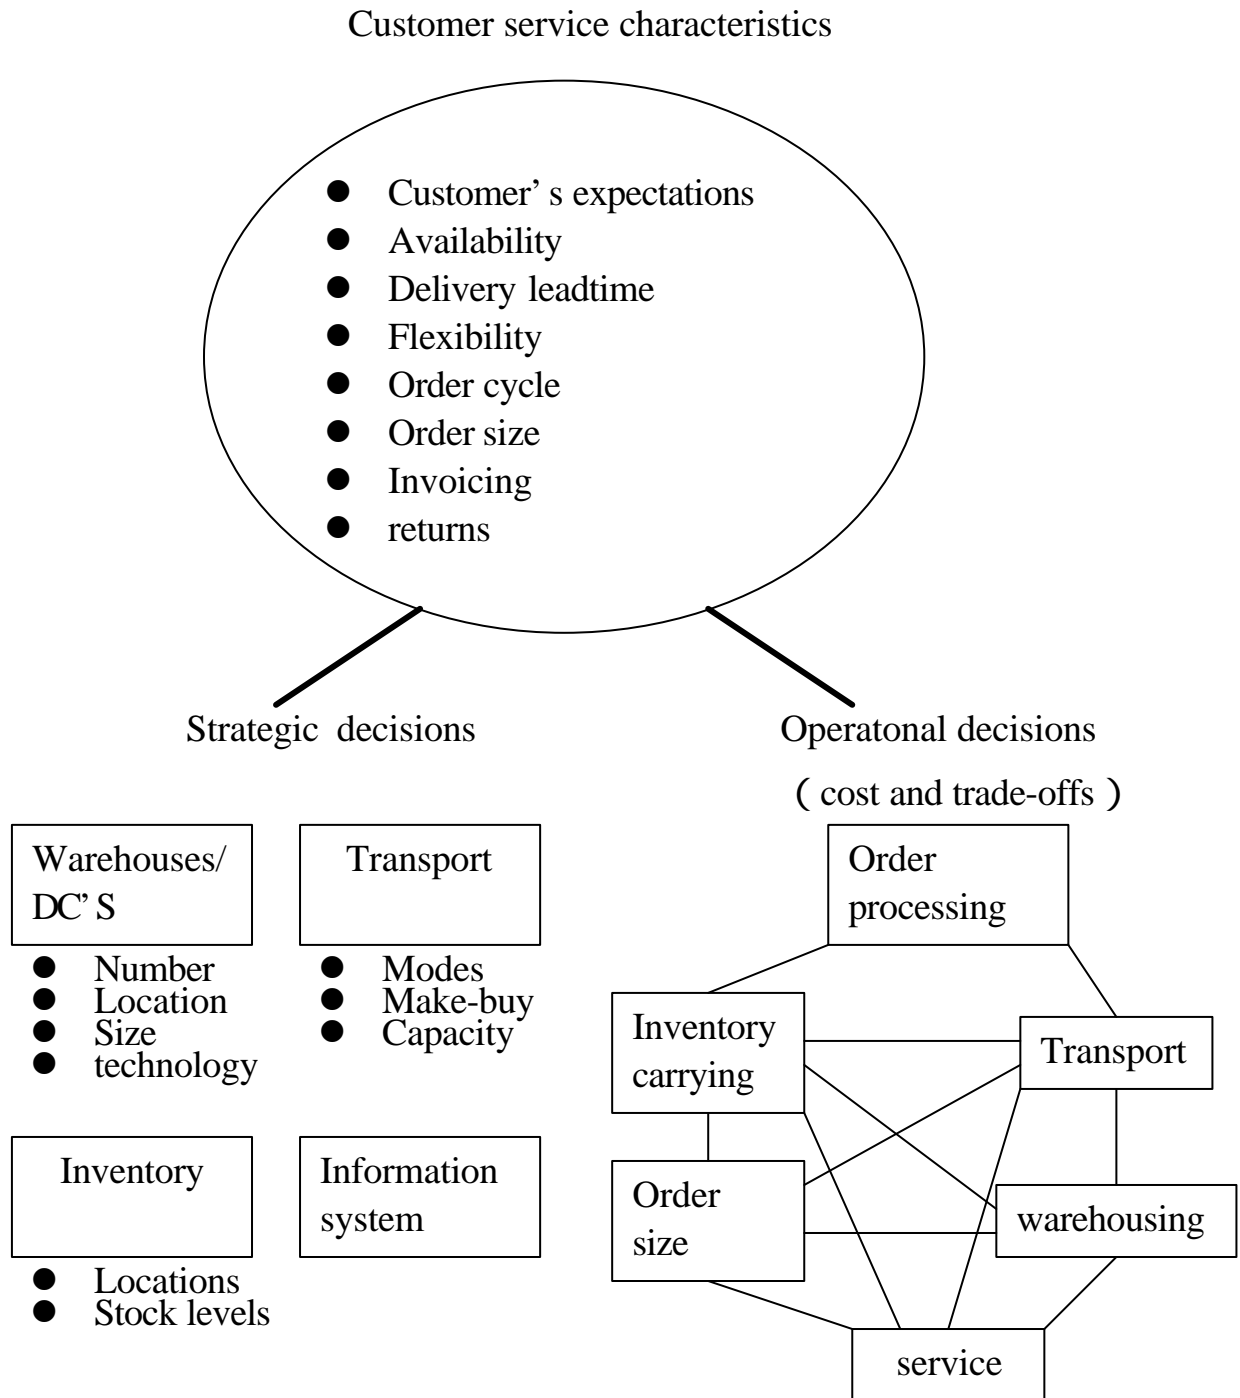 Customer service characteristics
● Customer’ s expectations
● Availability
● Delivery leadtime
● Flexibility
● Order cycle
● Order size
● Invoicing
● returns
Strategic decisions
Operatonal decisions
( cost and trade-offs )
Warehouses/
DC’ S
● Number
● Location
● Size
● technology
Transport
● Modes
● Make-buy
● Capacity
Inventory
● Locations
● Stock levels
Information
system
Order
processing
Inventory
carrying
Transport
Order
size
warehousing
service